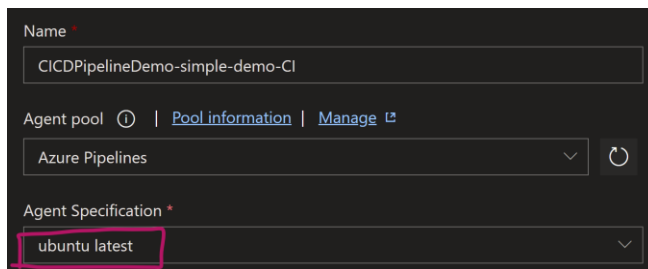 Name *
CICDPipelineDemo-simple-demo-CI
Agent pool | Pool information | Manage
Azure Pipelines
Agent Specification *
ubuntu latest